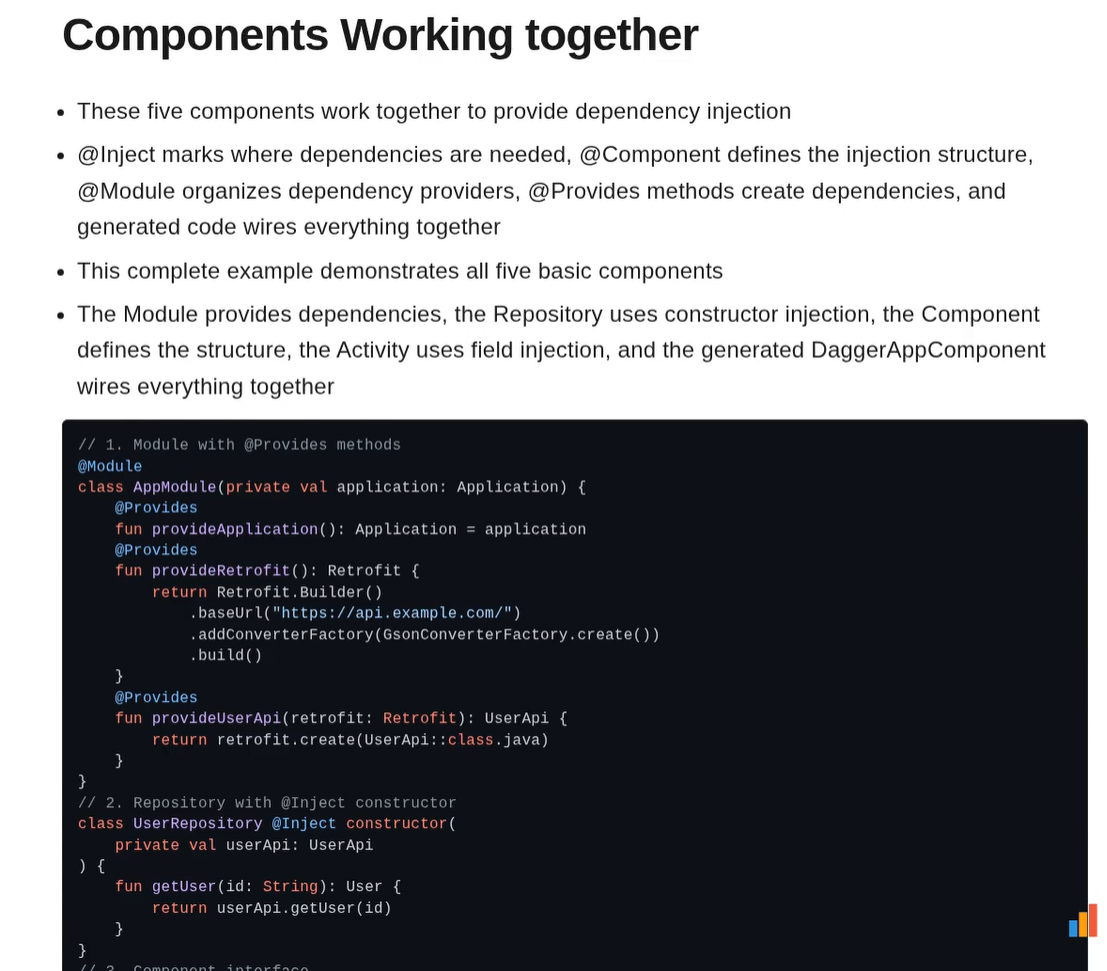 Components Working together
• These five components work together to provide dependency injection
• @Inject marks where dependencies are needed, @Component defines the injection structure,
@Module organizes dependency providers, @Provides methods create dependencies, and
generated code wires everything together
• This complete example demonstrates all five basic components
• The Module provides dependencies, the Repository uses constructor injection, the Component
defines the structure, the Activity uses field injection, and the generated DaggerAppComponent
wires everything together
// 1. Module with @Provides methods
@Module
class AppModule(private val application: Application) {
    @Provides
    fun provideApplication(): Application = application
    @Provides
    fun provideRetrofit(): Retrofit {
        return Retrofit.Builder()
            .baseUrl("https://api.example.com/")
            .addConverterFactory(GsonConverterFactory.create())
            .build()
    }
    @Provides
    fun provideUserApi(retrofit: Retrofit): UserApi {
        return retrofit.create(UserApi::class.java)
    }
}
// 2. Repository with @Inject constructor
class UserRepository @Inject constructor(
    private val userApi: UserApi
) {
    fun getUser(id: String): User {
        return userApi.getUser(id)
    }
}
// 3. Component interface